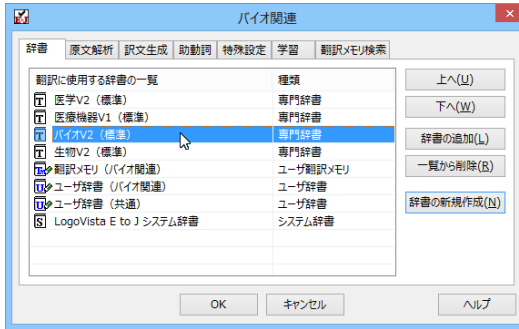 バイオ関連
辞書 原文解析 訳文生成 助動詞 特殊設定 学習 翻訳メモリ検索
翻訳に使用する辞書の一覧 種類
医学V2（標準） 専門辞書
医療機器V1（標準） 専門辞書
バイオV2（標準） 専門辞書
生物V2（標準） 専門辞書
翻訳メモリ（バイオ関連） ユーザ翻訳メモリ
ユーザ辞書（バイオ関連） ユーザ辞書
ユーザ辞書（共通） ユーザ辞書
LogoVista E to J システム辞書 システム辞書
上へ(U)
下へ(W)
辞書の追加(L)
一覧から削除(R)
辞書の新規作成(N)
OK キャンセル ヘルプ